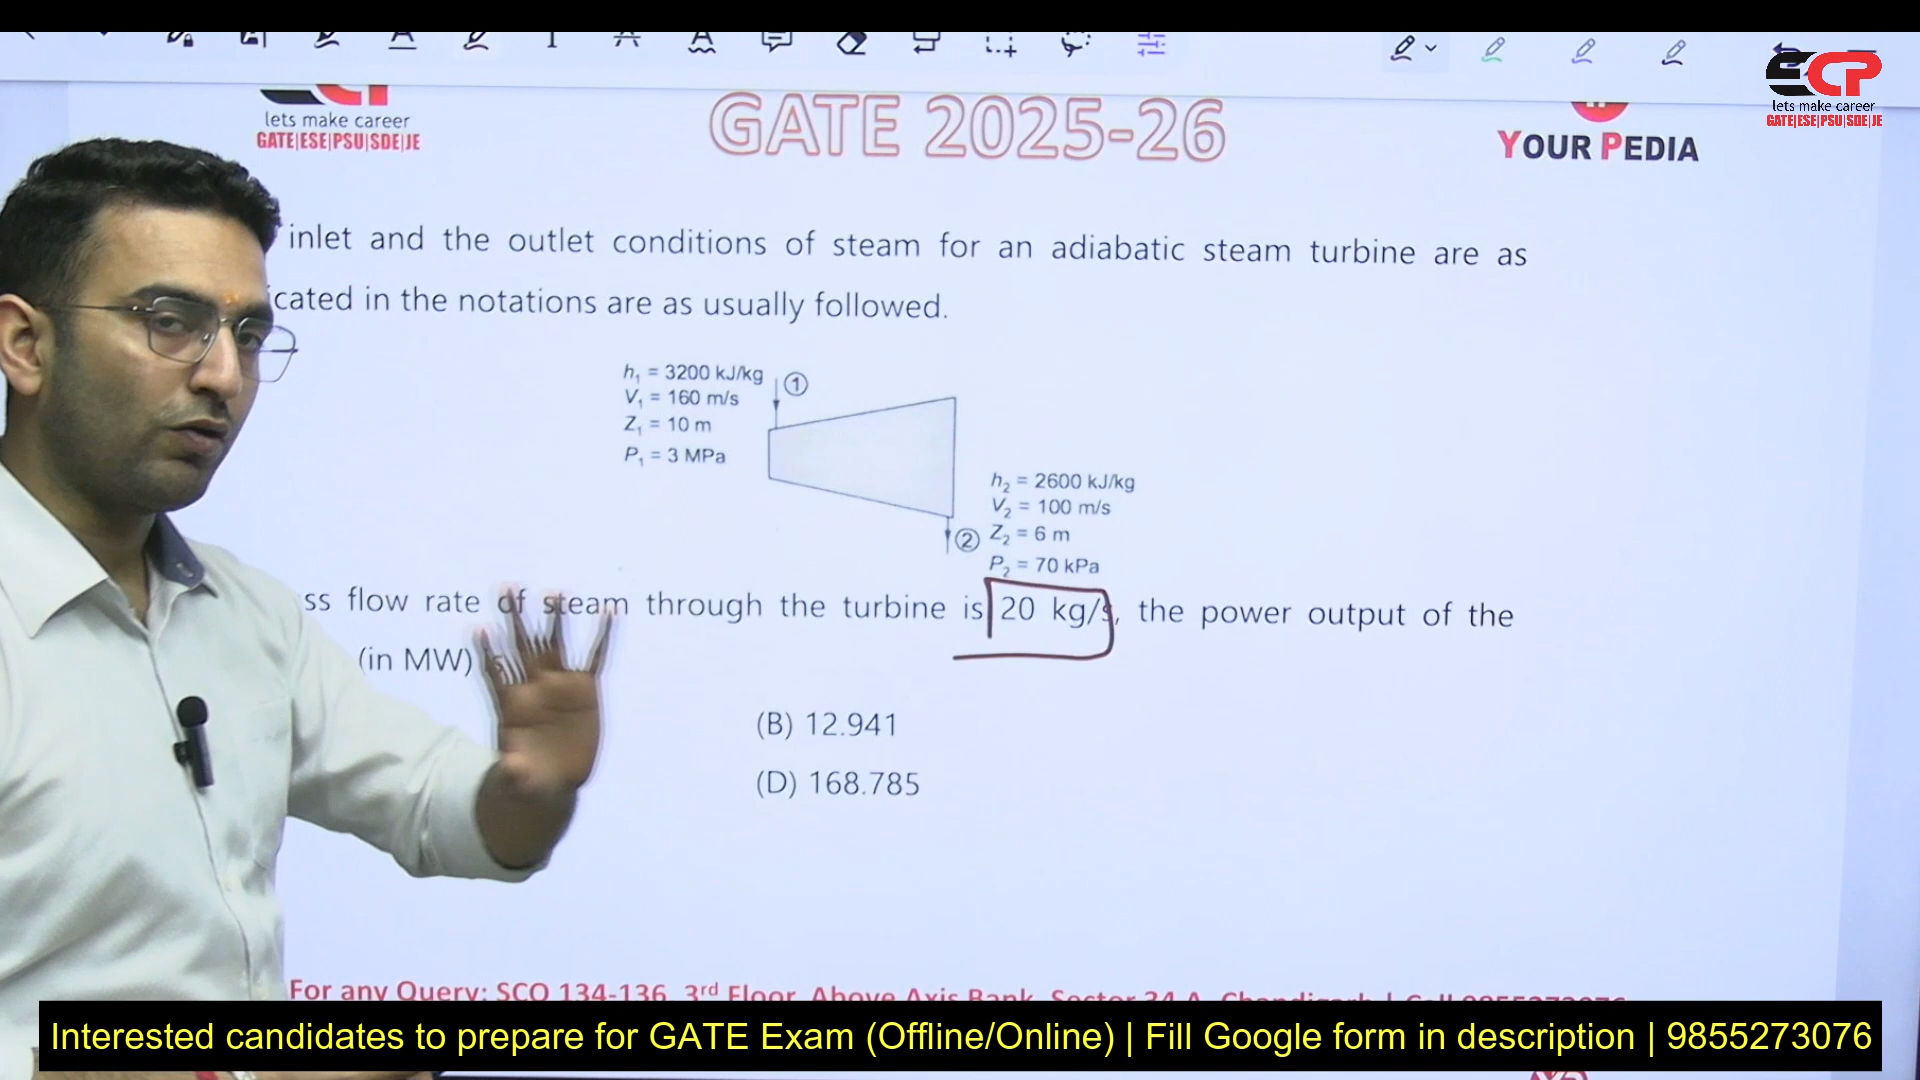 lets make career
GATE|ESE|PSU|SDE|JE
GATE 2025-26
YOUR PEDIA
ECP
lets make career
GATE|ESE|PSU|SDE|JE
inlet and the outlet conditions of steam for an adiabatic steam turbine are as
icated in the notations are as usually followed.
h₁ = 3200 kJ/kg
V₁ = 160 m/s
Z₁ = 10 m
P₁ = 3 MPa
①
h₂ = 2600 kJ/kg
V₂ = 100 m/s
② Z₂ = 6 m
P₂ = 70 kPa
ss flow rate of steam through the turbine is 20 kg/s, the power output of the
(in MW) is
(B) 12.941
(D) 168.785
For any Query: SCO 134-136, 3rd Floor, Above Axis Bank, Sector 34 A, Chandigarh | Call 9855273076
Interested candidates to prepare for GATE Exam (Offline/Online) | Fill Google form in description | 9855273076